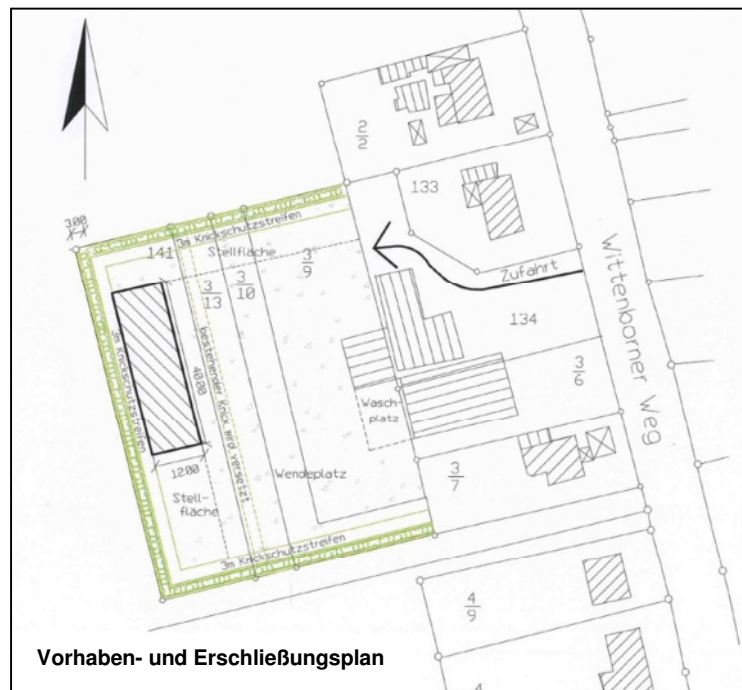 2
2
133
300
3m Knickschutzstreifen
141
Stellfläche
3
9
3
10
3
13
Zufahrt
Wittenborner Weg
134
3m Knickschutzstreifen
4000
bestehender Knick wird versetzt
3
6
Wasch-
platz
1200
Wendeplatz
3
7
Stell-
fläche
3m Knickschutzstreifen
4
9
Vorhaben- und Erschließungsplan
4